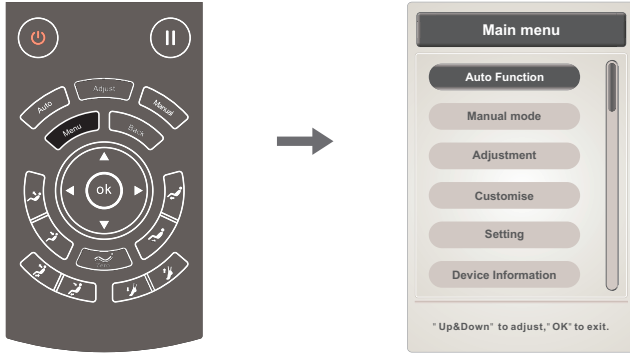 Auto
Adjust
Manual
Menu
Back
ok
Main menu
Auto Function
Manual mode
Adjustment
Customise
Setting
Device Information
"Up&Down" to adjust,"OK" to exit.